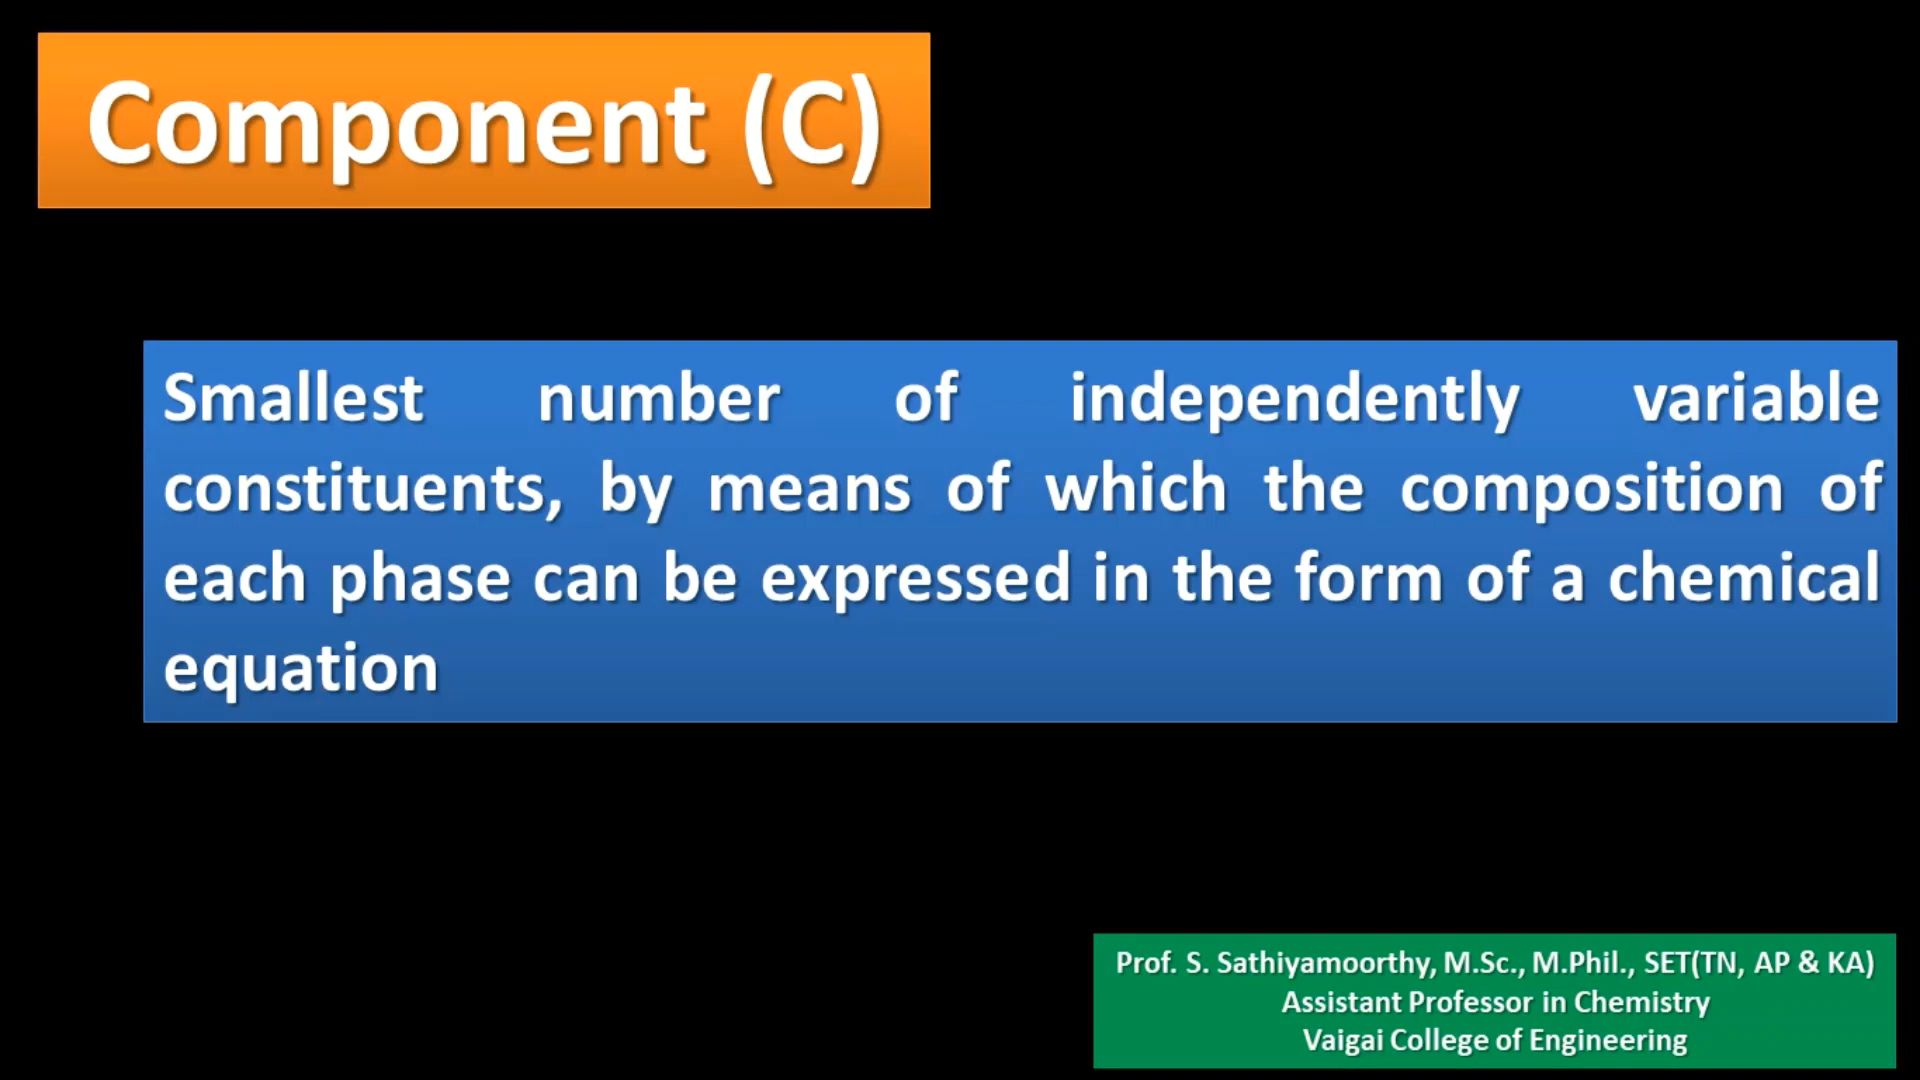 Component (C)
Smallest number of independently variable
constituents, by means of which the composition of
each phase can be expressed in the form of a chemical
equation
Prof. S. Sathiyamoorthy, M.Sc., M.Phil., SET(TN, AP & KA)
Assistant Professor in Chemistry
Vaigai College of Engineering